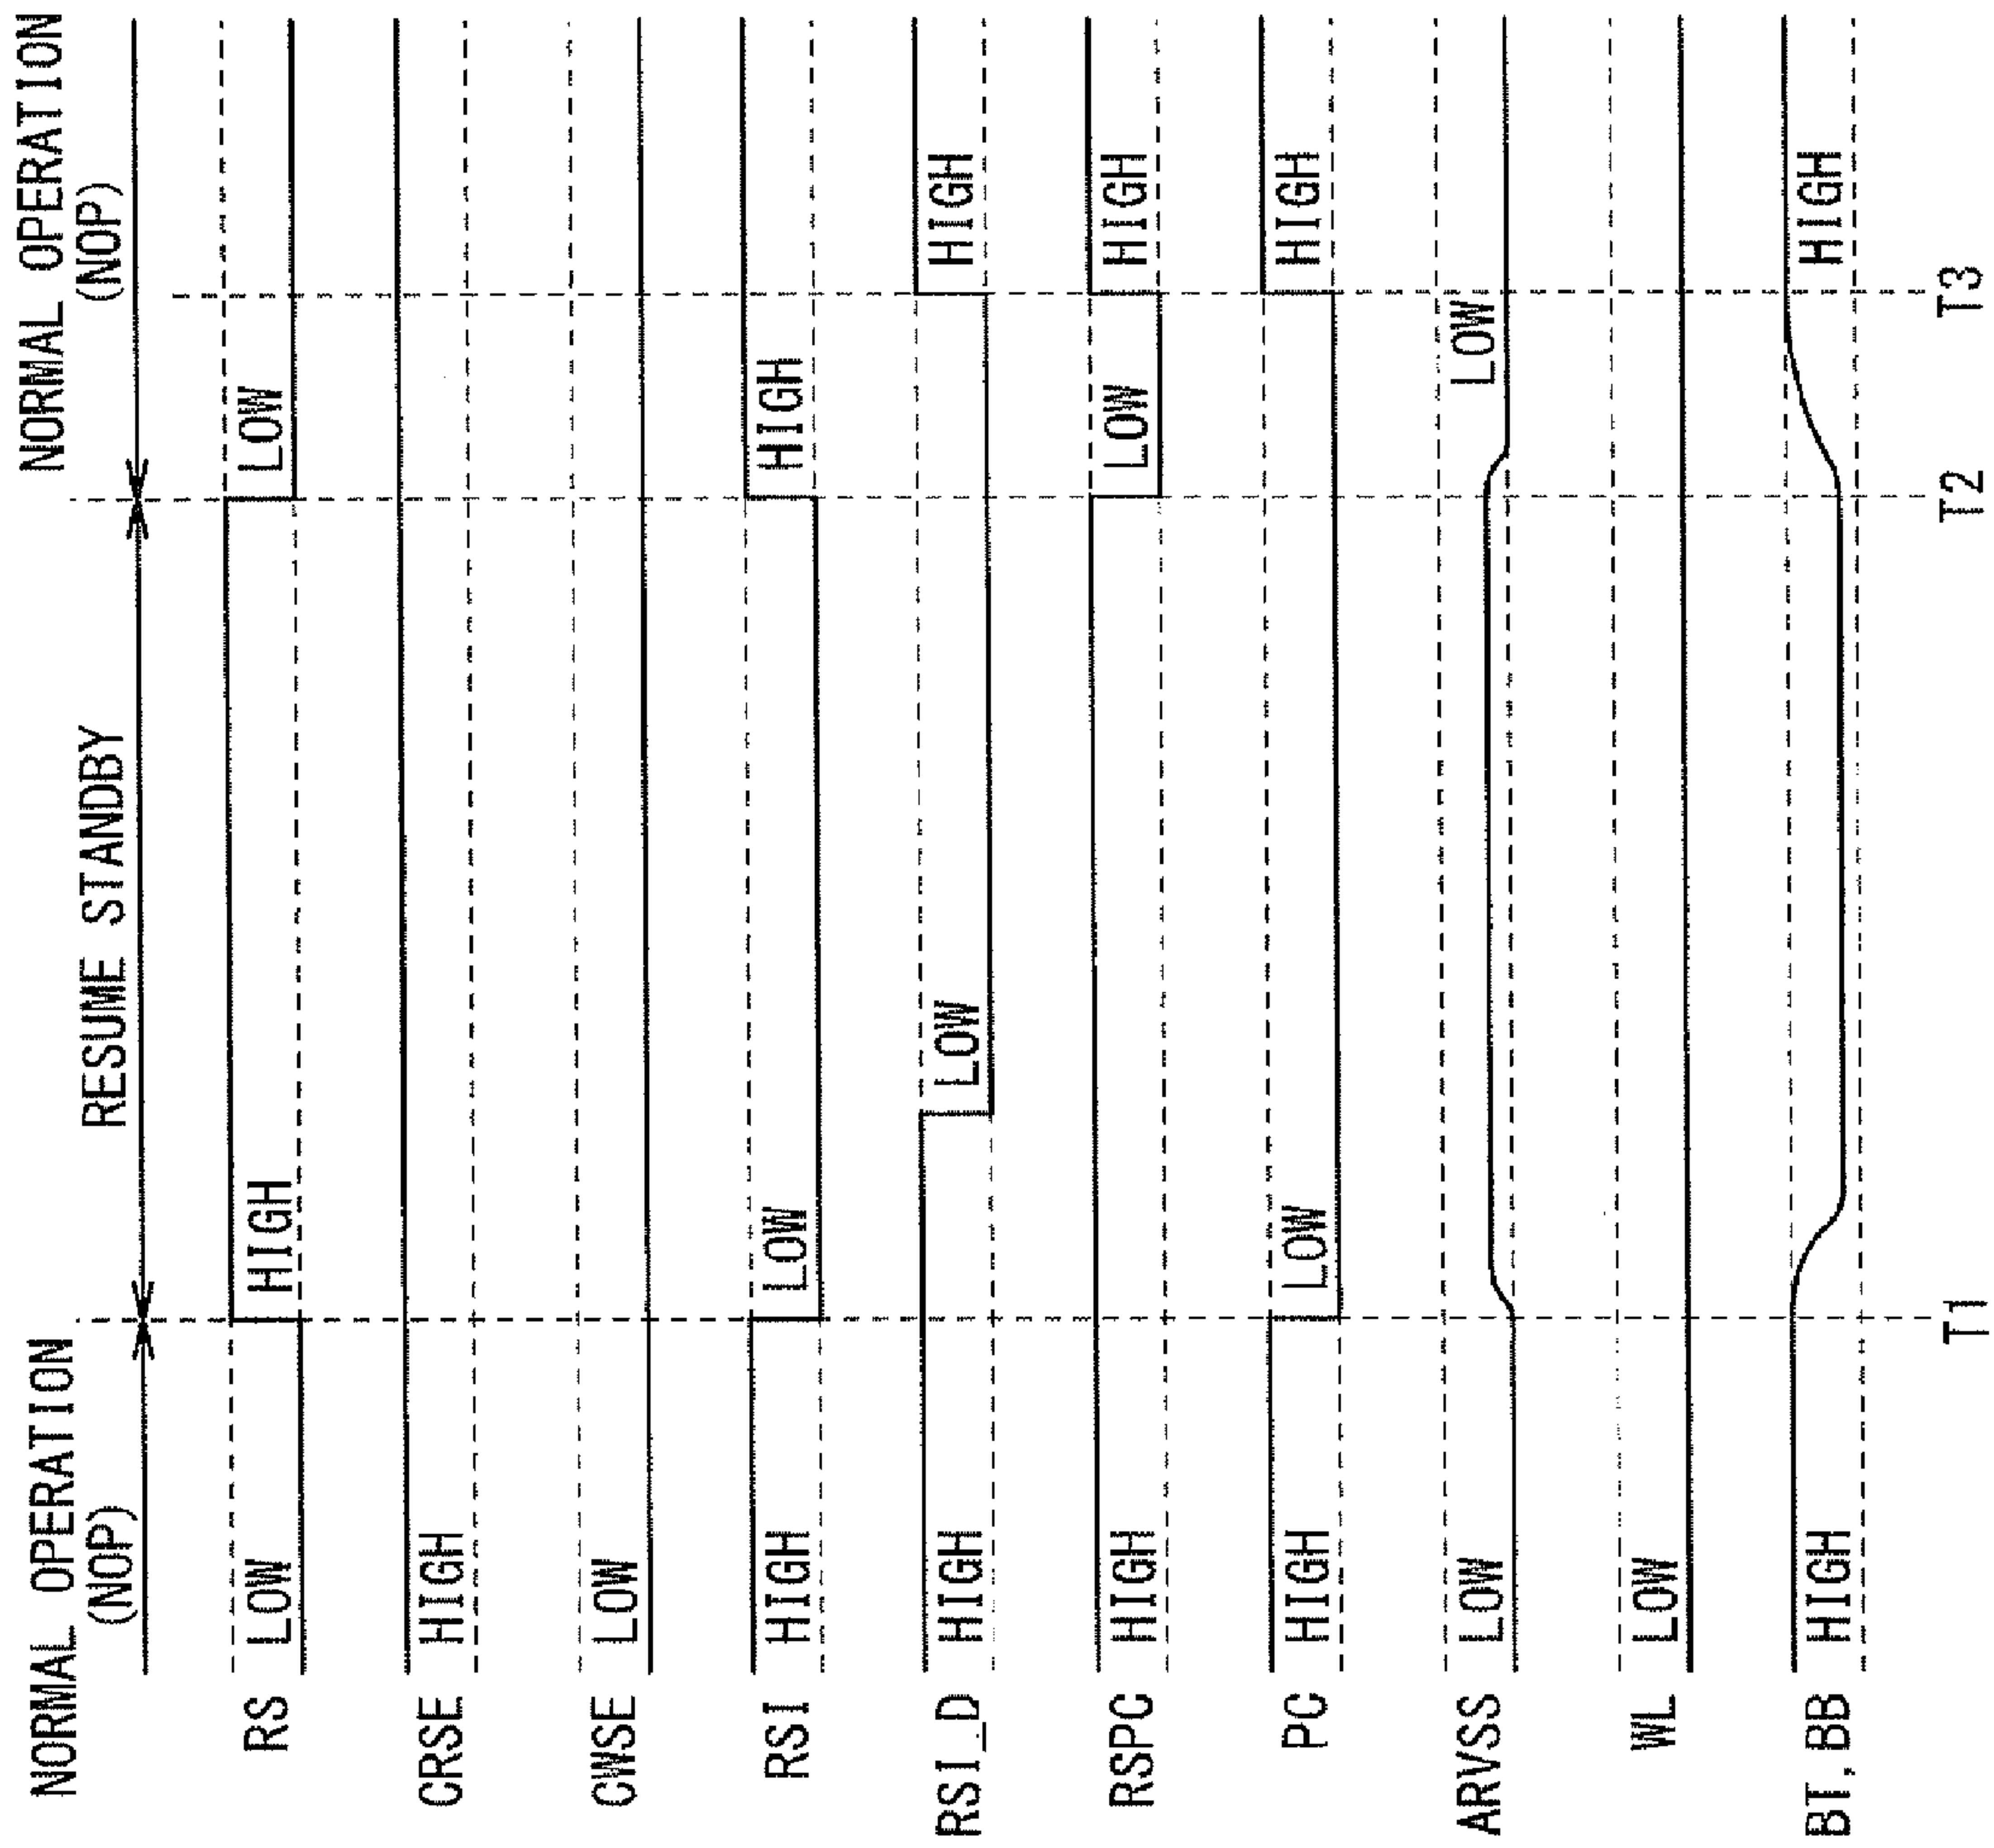 NORMAL OPERATION
(NOP)
RESUME STANDBY
NORMAL OPERATION
(NOP)
RS LOW HIGH LOW
CRSE HIGH
CWSE LOW
RSI HIGH LOW HIGH
RSI_D HIGH LOW HIGH
RSPC HIGH LOW HIGH
PC HIGH LOW HIGH
ARVSS LOW LOW
WL LOW
BT,BB HIGH HIGH
T1 T2 T3